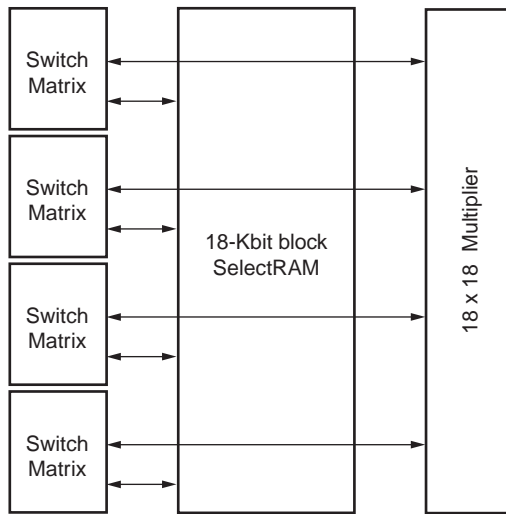 Switch
Matrix
Switch
Matrix
18-Kbit block
SelectRAM
18 x 18 Multiplier
Switch
Matrix
Switch
Matrix